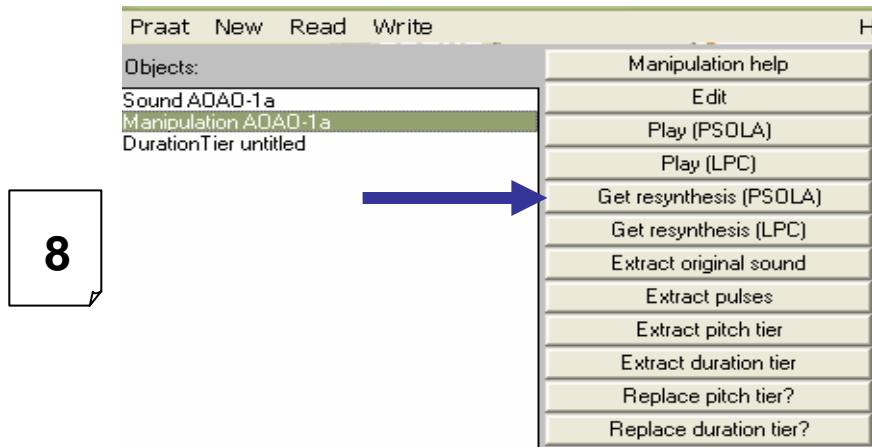 Praat New Read Write H
Objects:
Sound AOAO-1a
Manipulation AOAO-1a
DurationTier untitled
Manipulation help
Edit
Play (PSOLA)
Play (LPC)
Get resynthesis (PSOLA)
Get resynthesis (LPC)
Extract original sound
Extract pulses
Extract pitch tier
Extract duration tier
Replace pitch tier?
Replace duration tier?
8